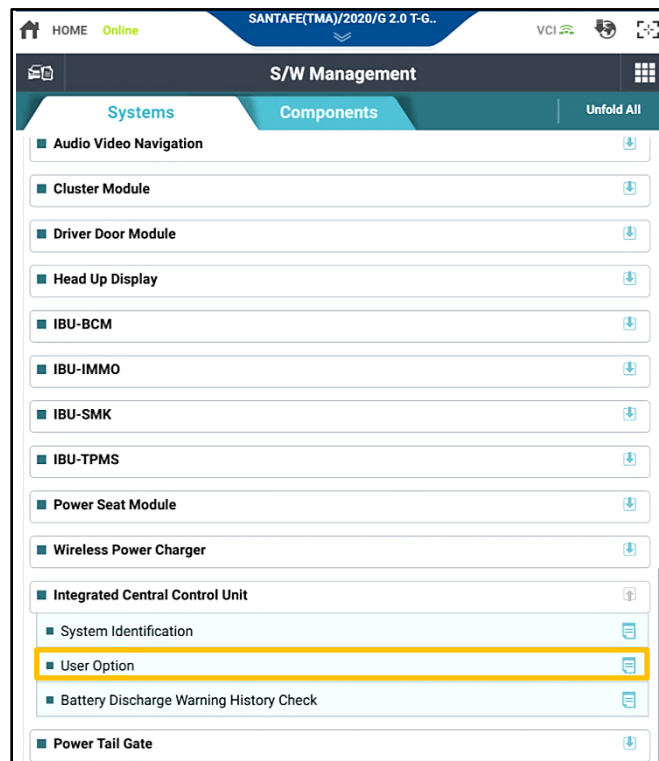 SANTAFE(TMA)/2020/G 2.0 T-G..
HOME Online VCI
S/W Management
Systems Components Unfold All
Audio Video Navigation
Cluster Module
Driver Door Module
Head Up Display
IBU-BCM
IBU-IMMO
IBU-SMK
IBU-TPMS
Power Seat Module
Wireless Power Charger
Integrated Central Control Unit
System Identification
User Option
Battery Discharge Warning History Check
Power Tail Gate